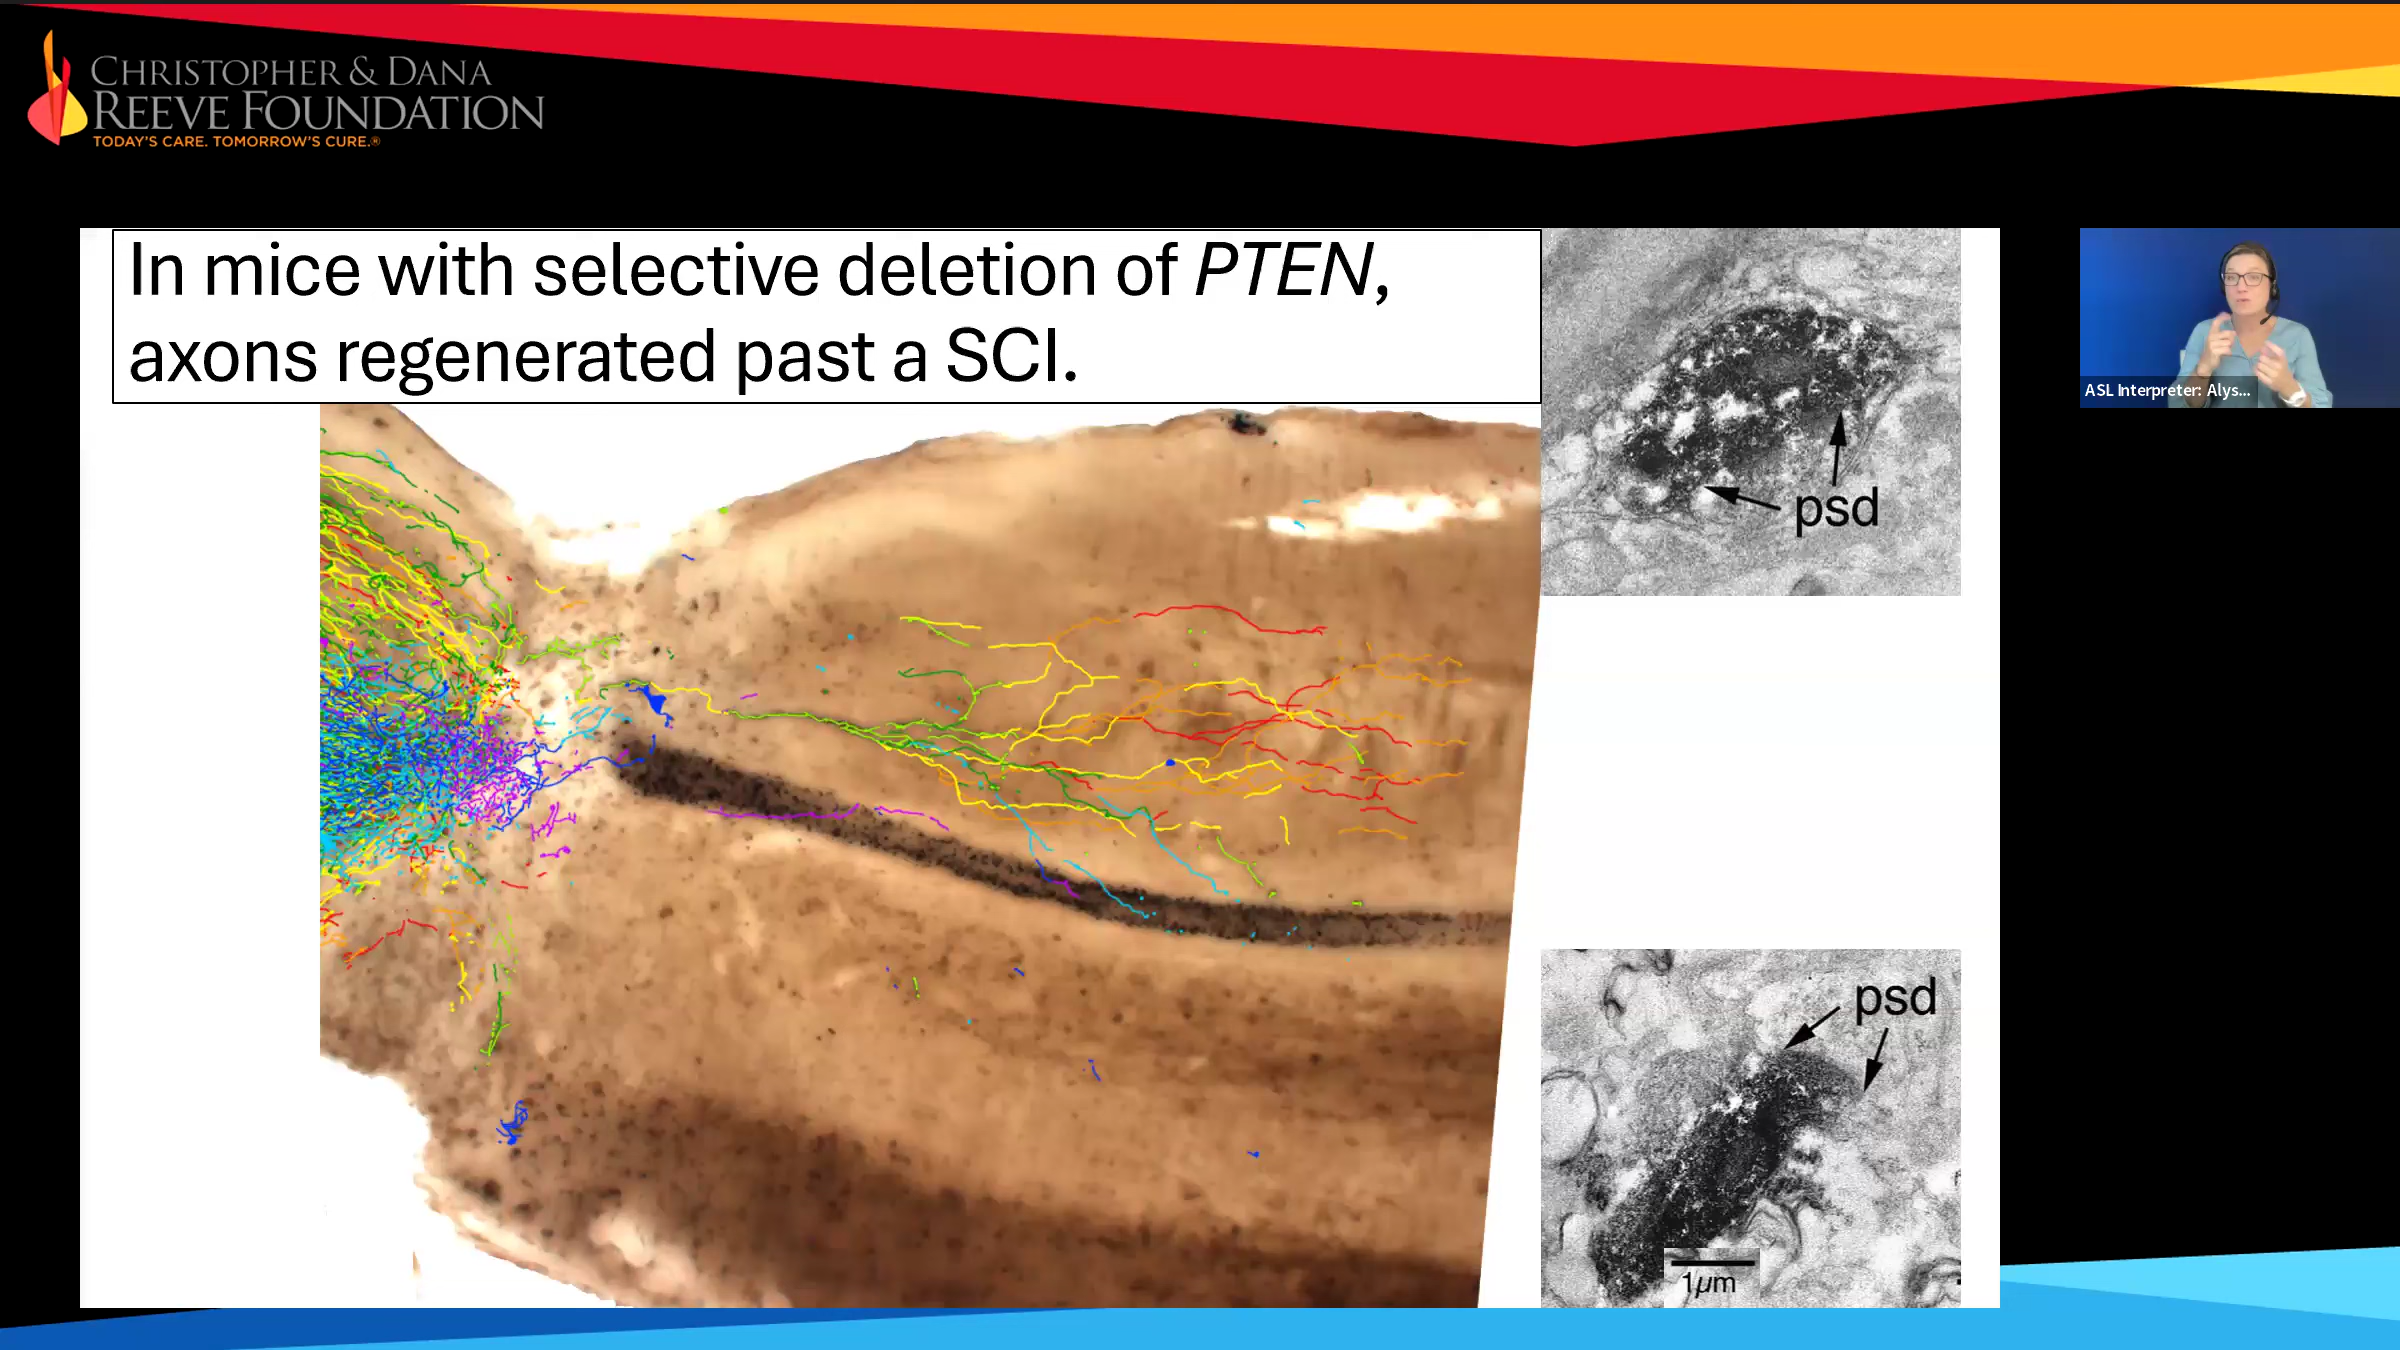 CHRISTOPHER & DANA
REEVE FOUNDATION
TODAY'S CARE. TOMORROW'S CURE.®
In mice with selective deletion of PTEN,
axons regenerated past a SCI.
psd
ASL Interpreter: Alys...
psd
1μm